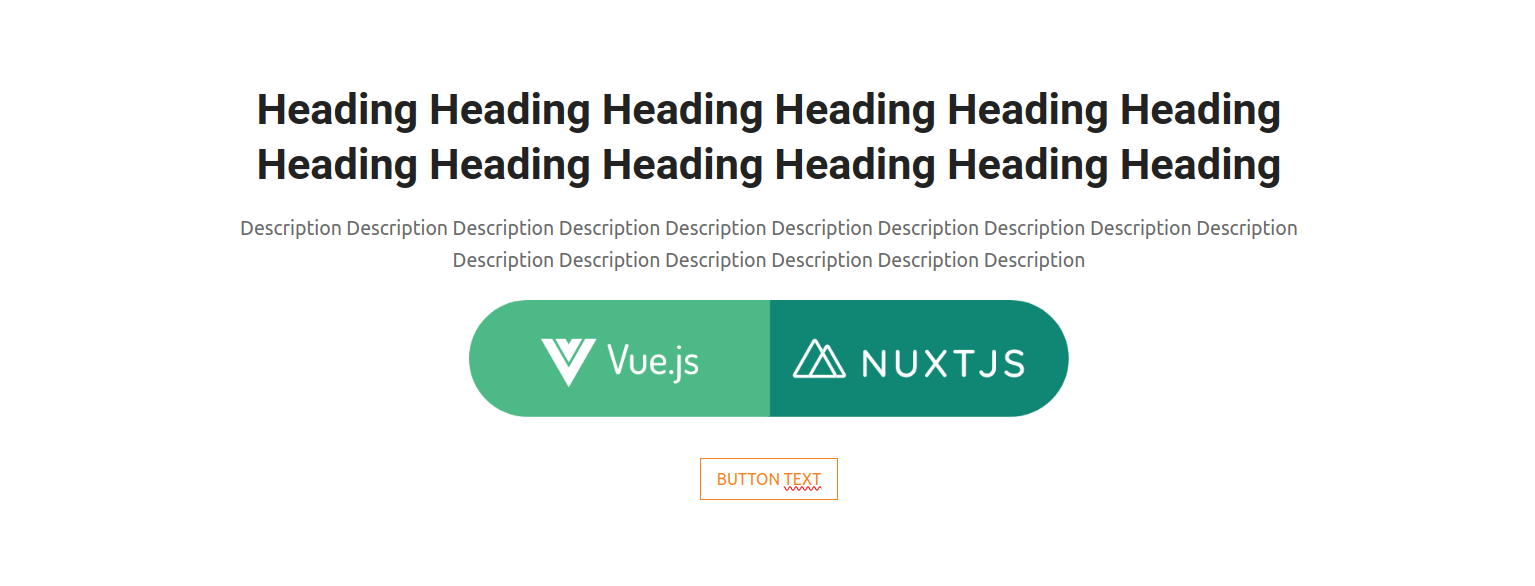 Heading Heading Heading Heading Heading Heading
Heading Heading Heading Heading Heading Heading
Description Description Description Description Description Description Description Description Description Description
Description Description Description Description Description Description
Vue.js NUXTJS
BUTTON TEXT